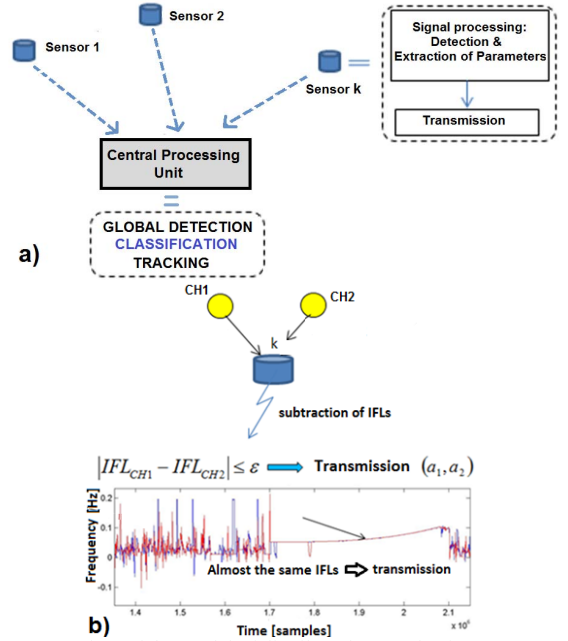 Sensor 1
Sensor 2
Sensor k
Signal processing:
Detection &
Extraction of Parameters
Transmission
Central Processing
Unit
GLOBAL DETECTION
CLASSIFICATION
TRACKING
a)
CH1
CH2
k
subtraction of IFLs
|IFL_CH1 − IFL_CH2| ≤ ε Transmission (a₁, a₂)
Frequency [Hz]
0.2
0.1
0
-0.1
Almost the same IFLs transmission
1.4
1.5
1.6
1.7
1.8
1.9
2
2.1
x 10⁶
Time [samples]
b)